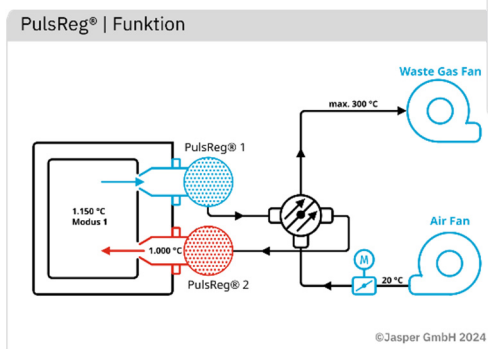 PulsReg® | Funktion
Waste Gas Fan
max. 300 °C
PulsReg® 1
1.150 °C
Modus 1
1.000 °C
Air Fan
M
20 °C
PulsReg® 2
©Jasper GmbH 2024